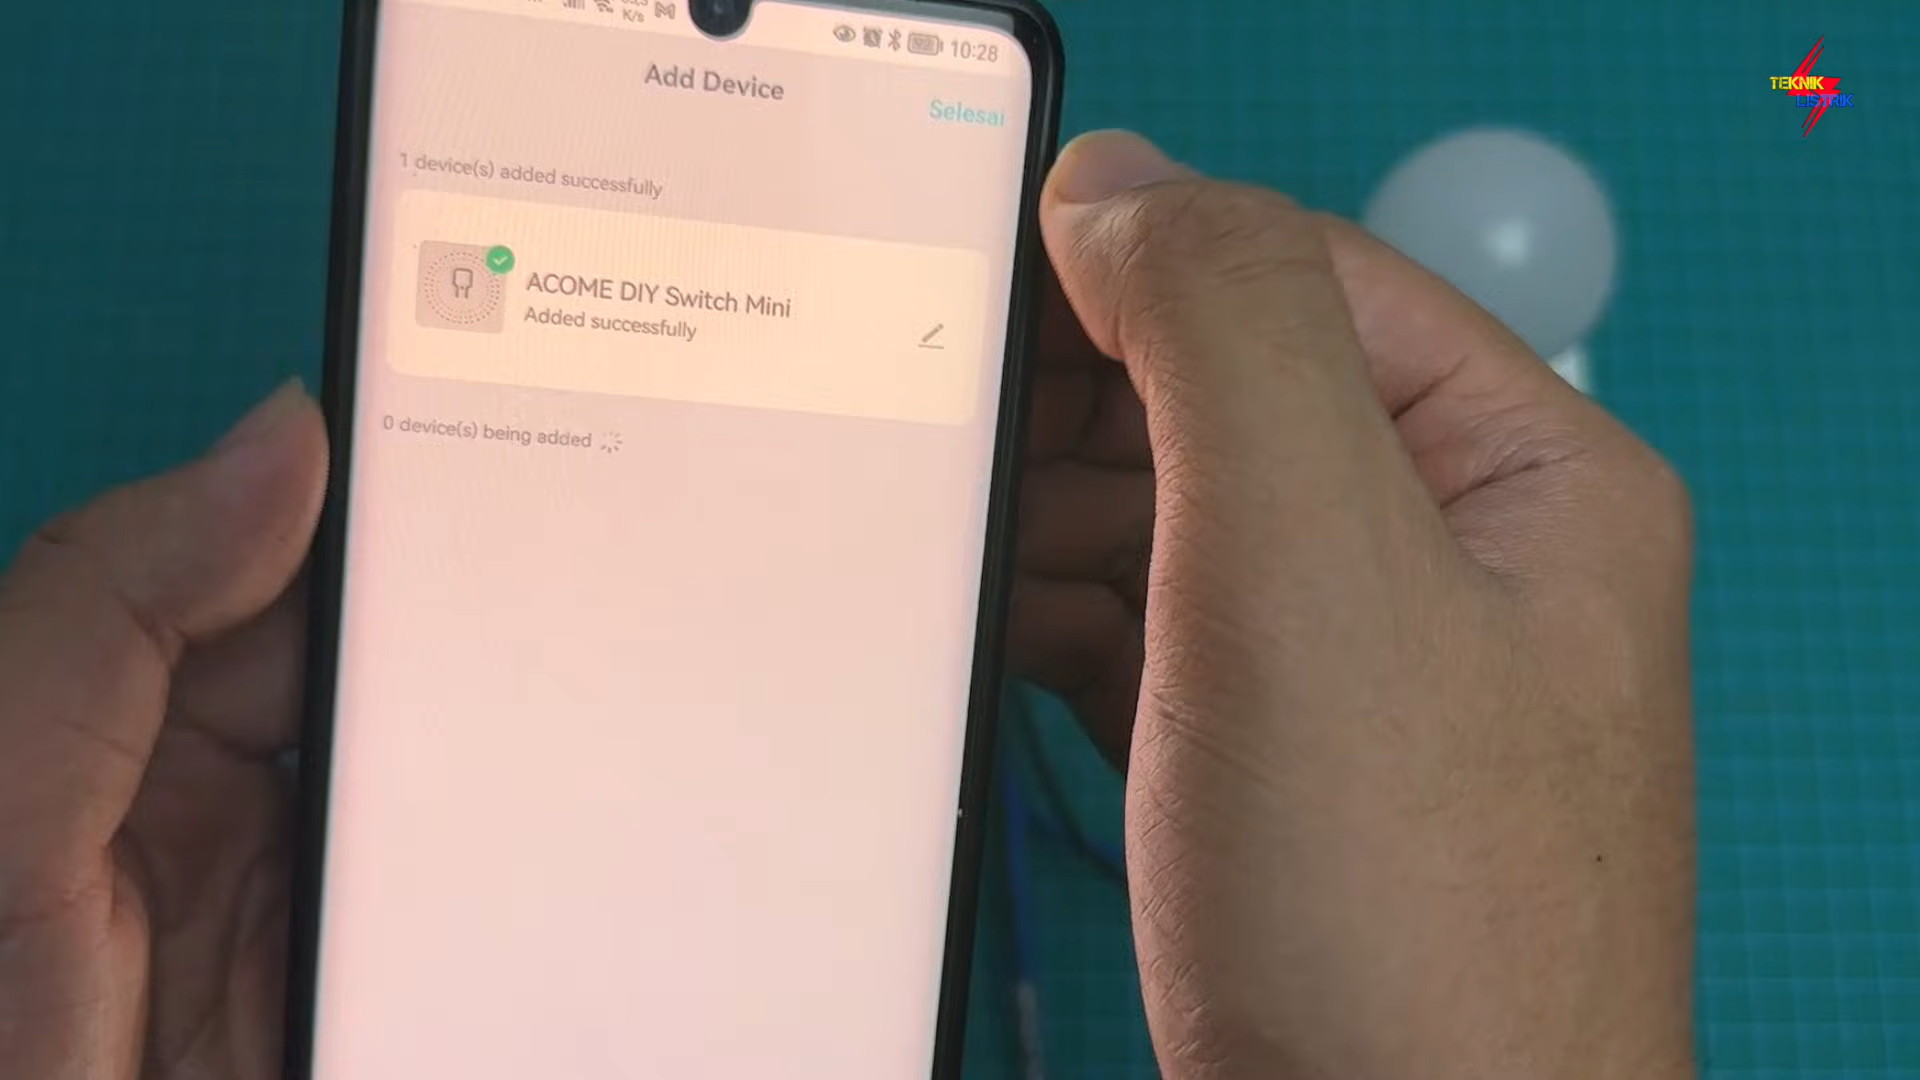 K/s
10:28
Add Device
Selesai
1 device(s) added successfully
ACOME DIY Switch Mini
Added successfully
0 device(s) being added
TEKNIK
LISTRIK